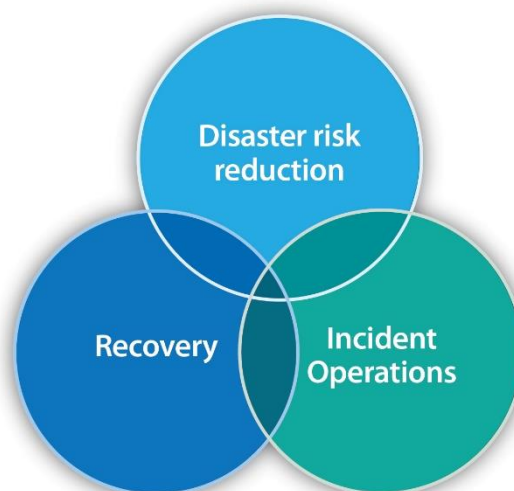 Disaster risk
reduction
Recovery
Incident
Operations